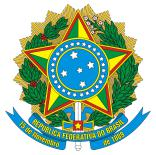 REPÚBLICA FEDERATIVA DO BRASIL
15 de Novembro de 1889